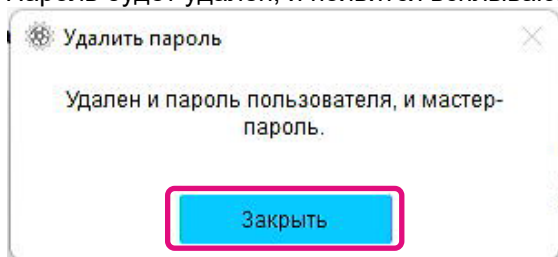 Удалить пароль
Удален и пароль пользователя, и мастер-
пароль.
Закрыть